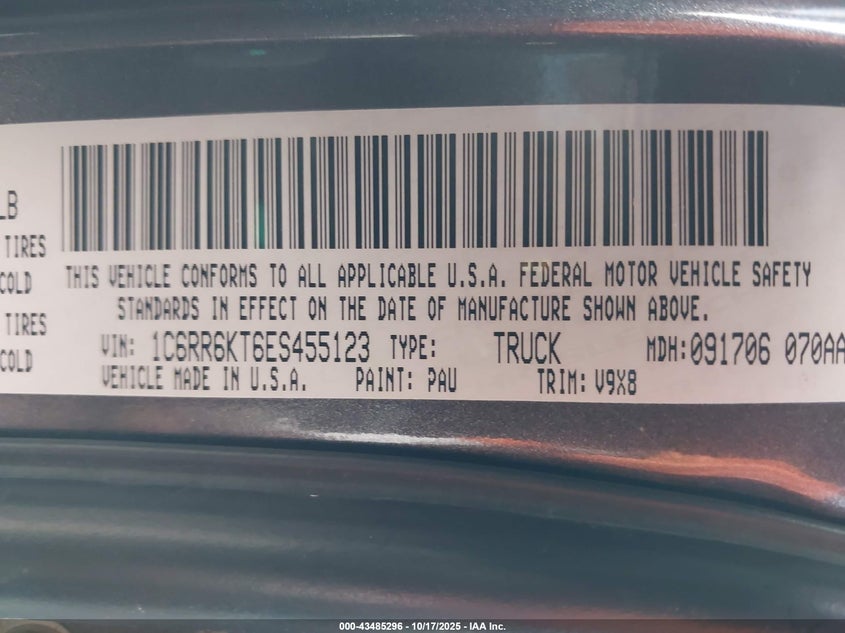 LB
TIRES
COLD
TIRES
COLD
THIS VEHICLE CONFORMS TO ALL APPLICABLE U.S.A. FEDERAL MOTOR VEHICLE SAFETY
STANDARDS IN EFFECT ON THE DATE OF MANUFACTURE SHOWN ABOVE.
VIN: 1C6RR6KT6ES455123 TYPE: TRUCK MDH:091706 070AA
VEHICLE MADE IN U.S.A. PAINT: PAU TRIM: V9X8
000-43485296 - 10/17/2025 - IAA Inc.